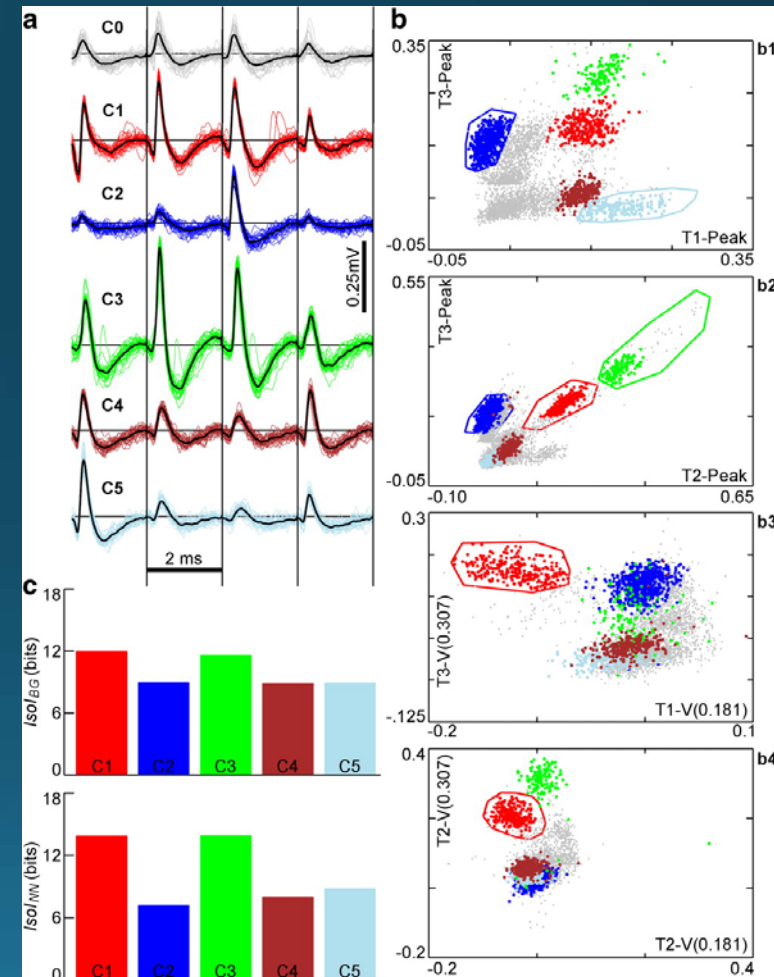 a
C0
C1
C2
C3
C4
C5
0.25mV
2 ms
b
b1
0.35
T3-Peak
T1-Peak
-0.05
-0.05
0.35
b2
0.55
T3-Peak
T2-Peak
-0.05
-0.10
0.65
b3
0.3
T3-V(0.307)
T1-V(0.181)
-.125
-0.2
0.1
b4
0.4
T2-V(0.307)
T2-V(0.181)
-0.2
-0.2
0.4
c
18
12
6
0
IsoIBG (bits)
C1 C2 C3 C4 C5
18
12
6
0
IsoINN (bits)
C1 C2 C3 C4 C5